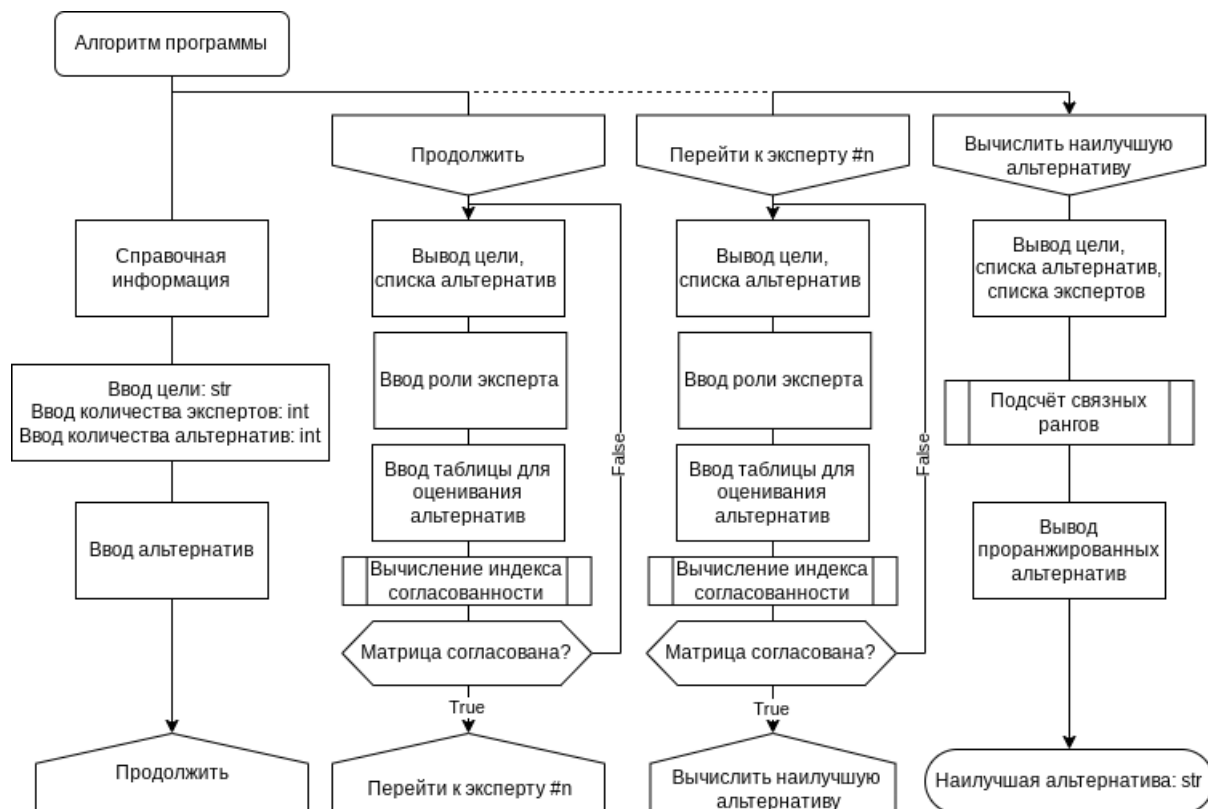 Алгоритм программы
Справочная
информация
Ввод цели: str
Ввод количества экспертов: int
Ввод количества альтернатив: int
Ввод альтернатив
Продолжить
Продолжить
Вывод цели,
списка альтернатив
Ввод роли эксперта
Ввод таблицы для
оценивания
альтернатив
Вычисление индекса
согласованности
Матрица согласована?
False
True
Перейти к эксперту #n
Перейти к эксперту #n
Вывод цели,
списка альтернатив
Ввод роли эксперта
Ввод таблицы для
оценивания
альтернатив
Вычисление индекса
согласованности
Матрица согласована?
False
True
Вычислить наилучшую
альтернативу
Вычислить наилучшую
альтернативу
Вывод цели,
списка альтернатив,
списка экспертов
Подсчёт связных
рангов
Вывод
проранжированных
альтернатив
Наилучшая альтернатива: str